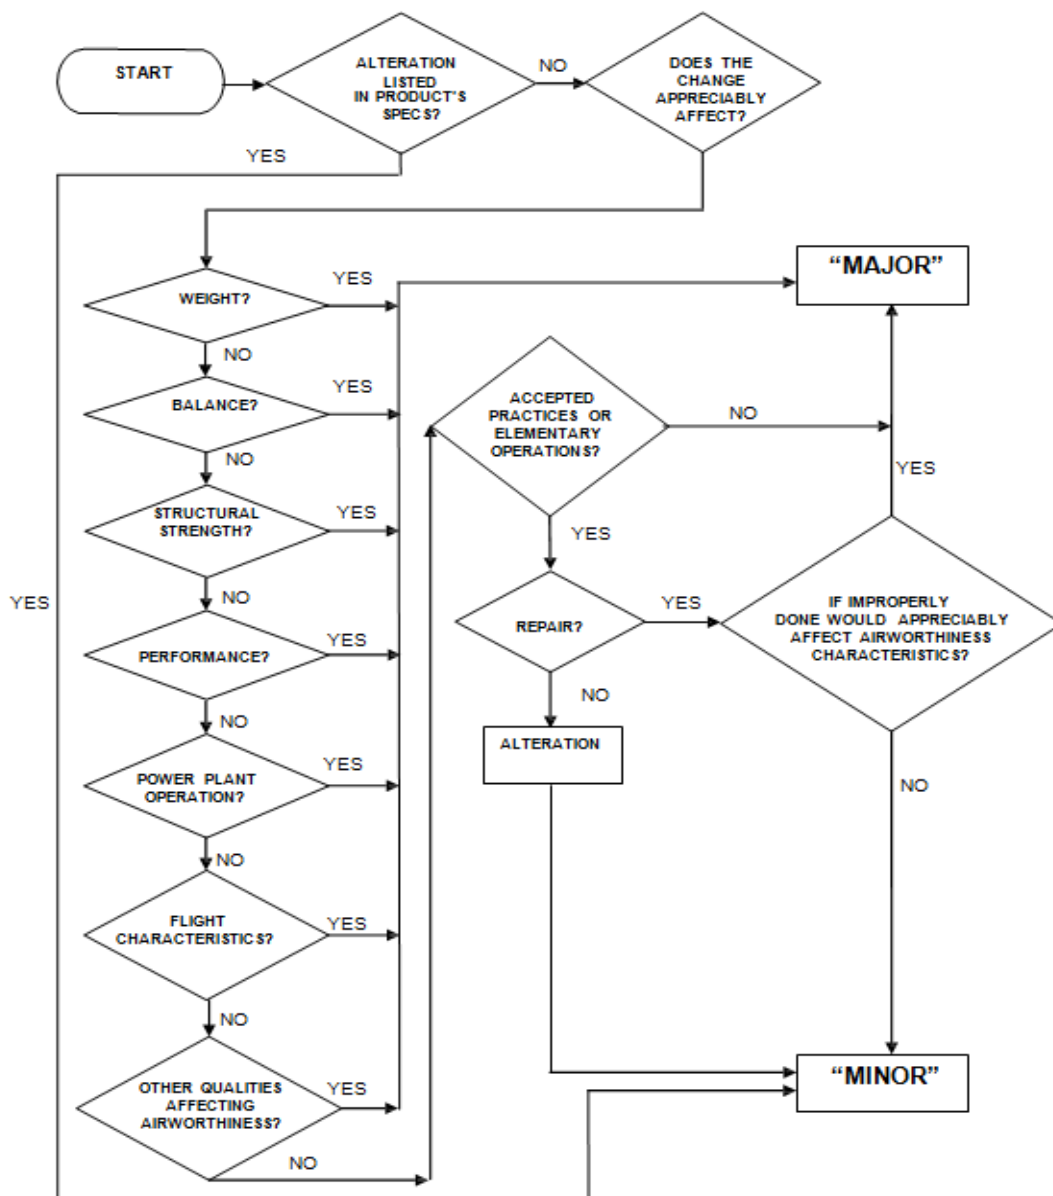 START
ALTERATION
LISTED
IN PRODUCT'S
SPECS?
NO
DOES THE
CHANGE
APPRECIABLY
AFFECT?
YES
WEIGHT?
YES
"MAJOR"
NO
BALANCE?
YES
ACCEPTED
PRACTICES OR
ELEMENTARY
OPERATIONS?
NO
NO
YES
STRUCTURAL
STRENGTH?
YES
YES
NO
YES
REPAIR?
YES
IF IMPROPERLY
DONE WOULD APPRECIABLY
AFFECT AIRWORTHINESS
CHARACTERISTICS?
PERFORMANCE?
YES
NO
NO
ALTERATION
POWER PLANT
OPERATION?
YES
NO
NO
FLIGHT
CHARACTERISTICS?
YES
NO
OTHER QUALITIES
AFFECTING
AIRWORTHINESS?
YES
"MINOR"
NO